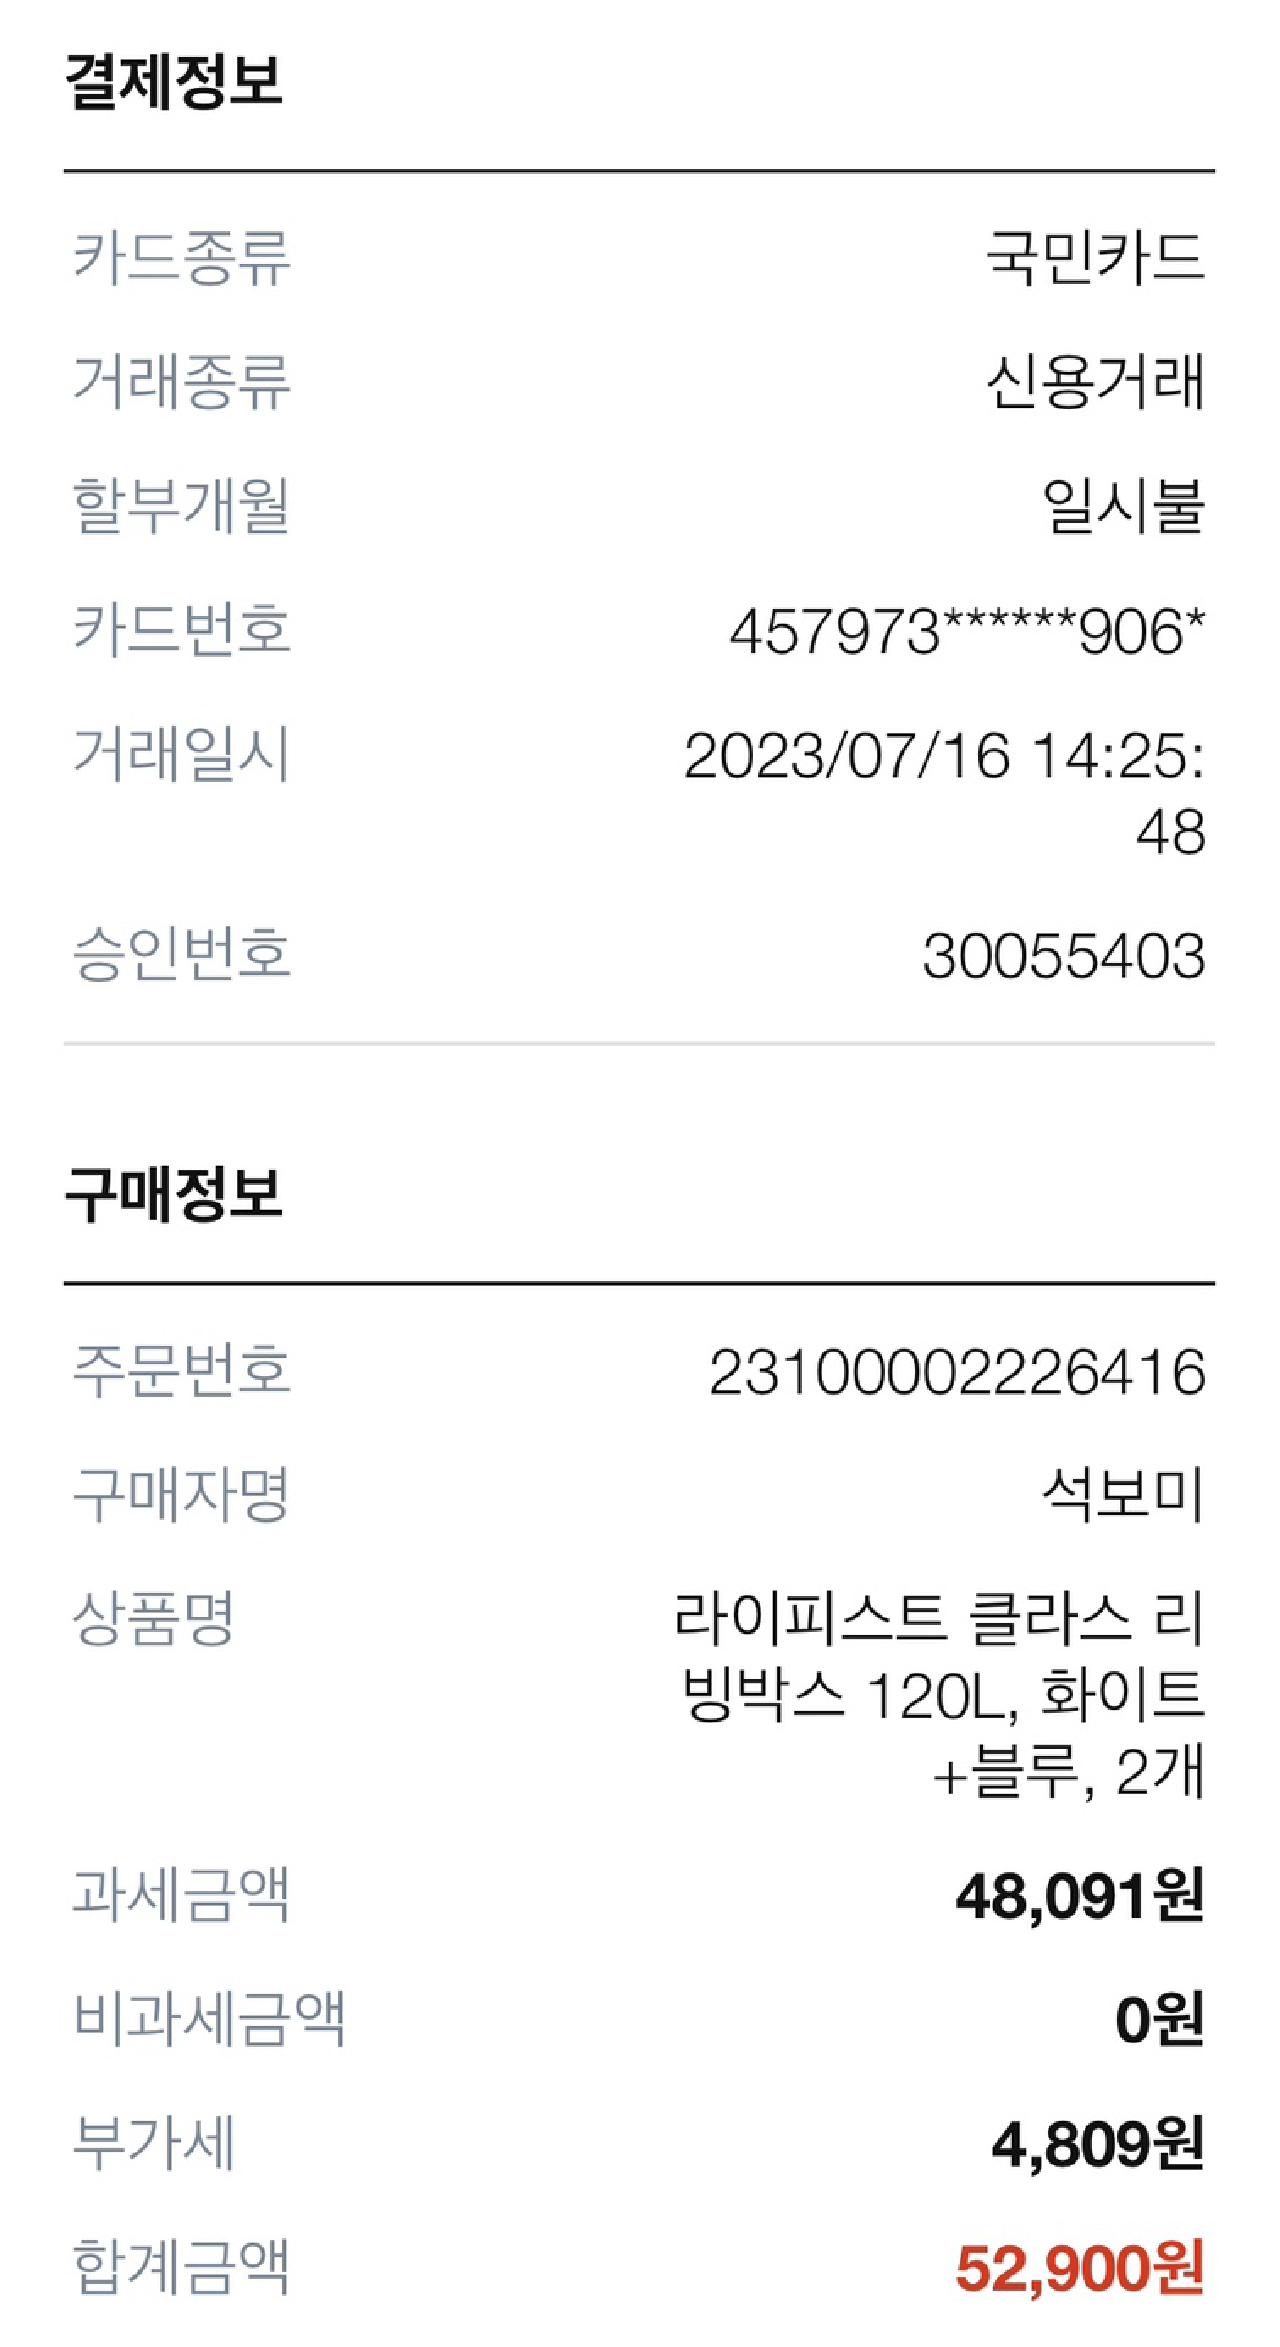 결제정보
카드종류 국민카드
거래종류 신용거래
할부개월 일시불
카드번호 457973******906*
거래일시 2023/07/16 14:25:
48
승인번호 30055403
구매정보
주문번호 23100002226416
구매자명 석보미
상품명 라이피스트 클라스 리
빙박스 120L, 화이트
+블루, 2개
과세금액 48,091원
비과세금액 0원
부가세 4,809원
합계금액 52,900원